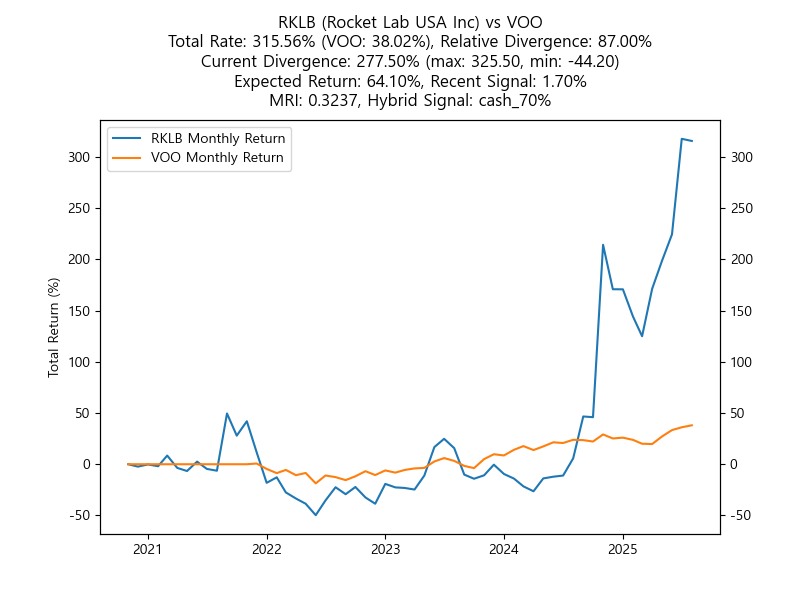 RKLB (Rocket Lab USA Inc) vs VOO
Total Rate: 315.56% (VOO: 38.02%), Relative Divergence: 87.00%
Current Divergence: 277.50% (max: 325.50, min: -44.20)
Expected Return: 64.10%, Recent Signal: 1.70%
MRI: 0.3237, Hybrid Signal: cash_70%
RKLB Monthly Return
VOO Monthly Return
Total Return (%)
300
250
200
150
100
50
0
-50
300
250
200
150
100
50
0
-50
2021
2022
2023
2024
2025